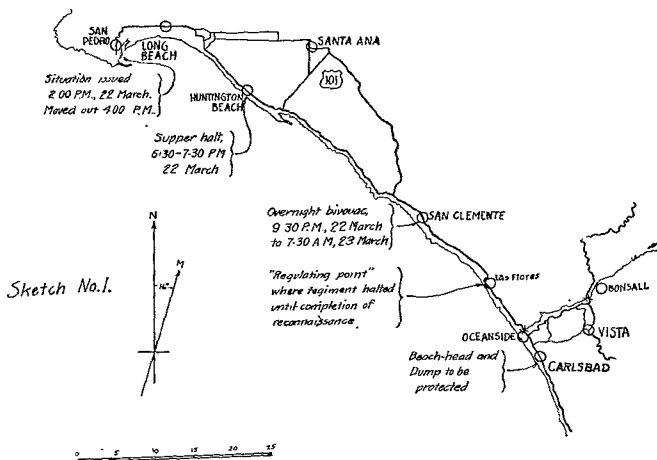 SAN
PEDRO
LONG
BEACH
SANTA ANA
101
Situation issued
2:00 P.M., 22 March.
Moved out 4:00 P.M.
HUNTINGTON
BEACH
Supper halt,
6:30-7:30 PM
22 March
Overnight bivouac,
9 30 P.M., 22 March
to 7·30 A M, 23 March
SAN CLEMENTE
N
M
Sketch No.1.
"Regulating point"
where regiment halted
until completion of
reconnaissance
Las Flores
BONSALL
OCEANSIDE
VISTA
Beach-head and
Dump to be
protected
CARLSBAD
0 5 10 15 20 25